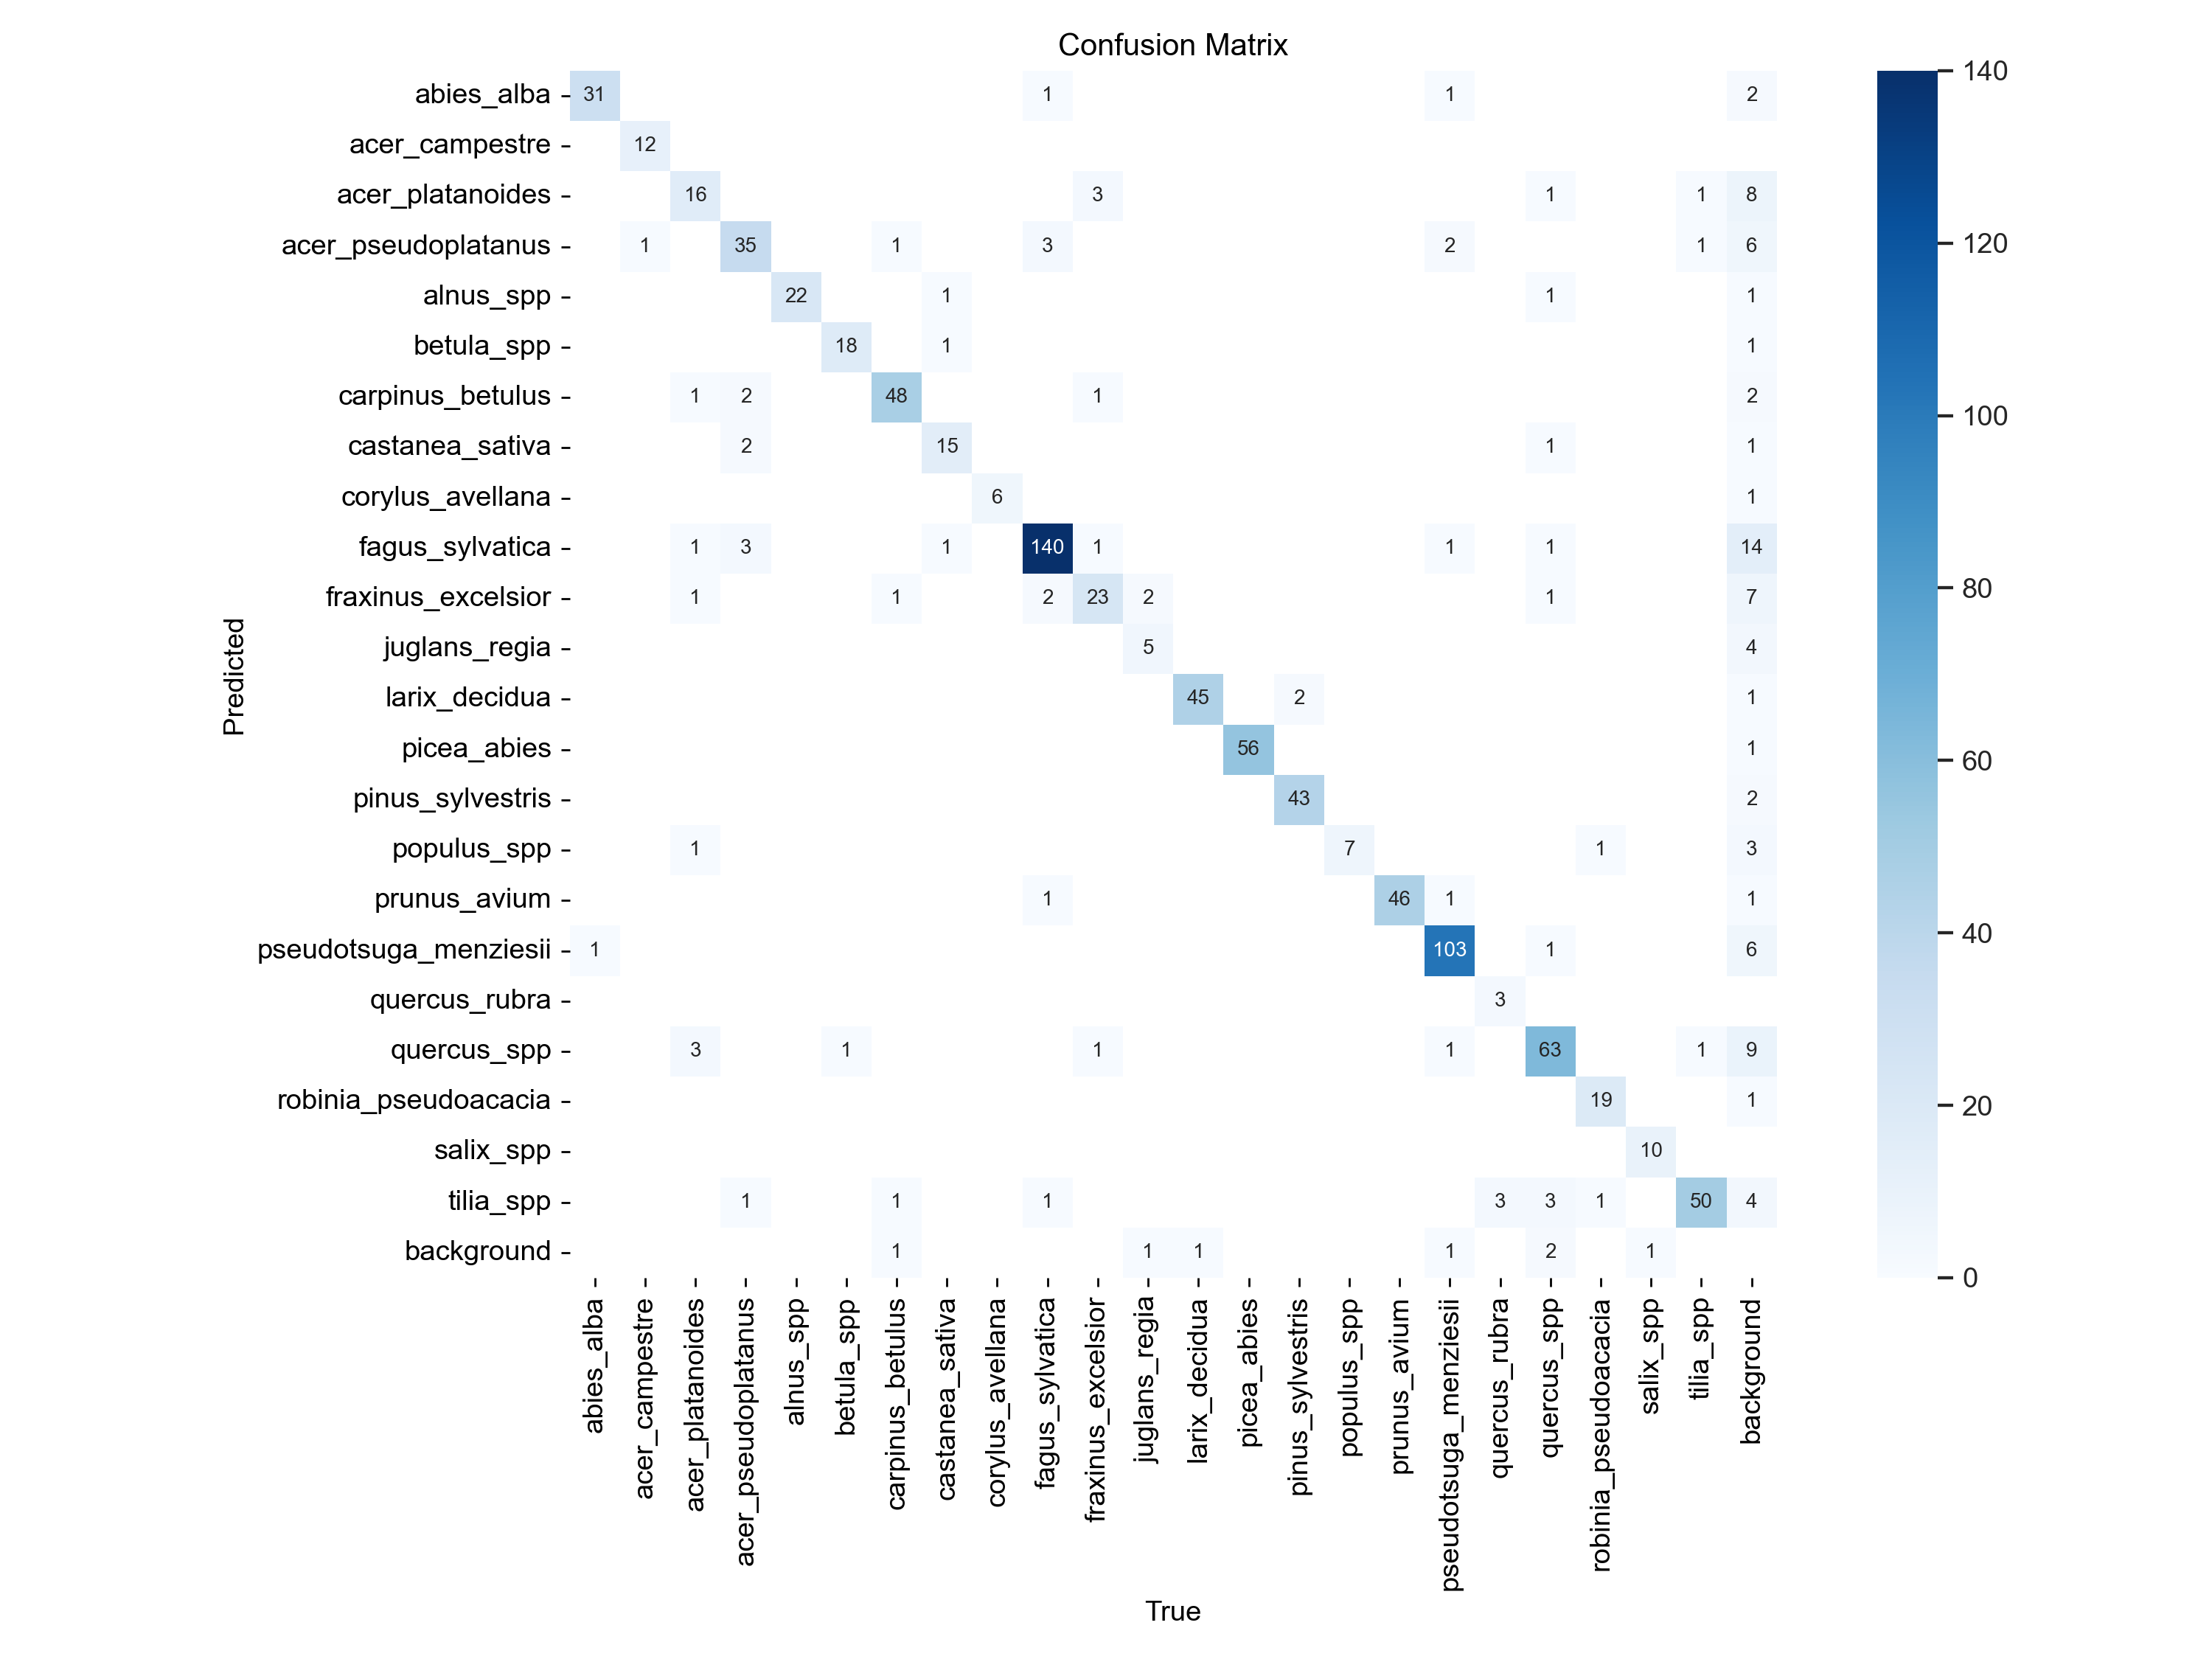 Confusion Matrix
abies_alba 31 1 1 2
acer_campestre 12
acer_platanoides 16 3 1 1 8
acer_pseudoplatanus 1 35 1 3 2 1 6
alnus_spp 22 1 1 1
betula_spp 18 1 1
carpinus_betulus 1 2 48 1 2
castanea_sativa 2 15 1 1
corylus_avellana 6 1
fagus_sylvatica 1 3 1 140 1 1 1 14
fraxinus_excelsior 1 1 2 23 2 1 7
juglans_regia 5 4
larix_decidua 45 2 1
picea_abies 56 1
pinus_sylvestris 43 2
populus_spp 1 7 1 3
prunus_avium 1 46 1 1
pseudotsuga_menziesii 1 103 1 6
quercus_rubra 3
quercus_spp 3 1 1 1 63 1 9
robinia_pseudoacacia 19 1
salix_spp 10
tilia_spp 1 1 1 3 3 1 50 4
background 1 1 1 1 2 1
Predicted
abies_alba
acer_campestre
acer_platanoides
acer_pseudoplatanus
alnus_spp
betula_spp
carpinus_betulus
castanea_sativa
corylus_avellana
fagus_sylvatica
fraxinus_excelsior
juglans_regia
larix_decidua
picea_abies
pinus_sylvestris
populus_spp
prunus_avium
pseudotsuga_menziesii
quercus_rubra
quercus_spp
robinia_pseudoacacia
salix_spp
tilia_spp
background
True
140
120
100
80
60
40
20
0